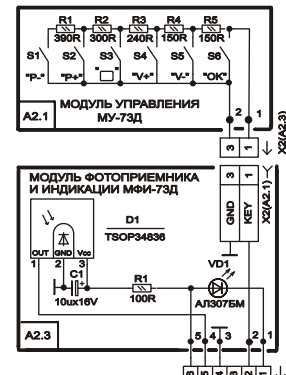 R1 R2 R3 R4 R5
390R 300R 240R 150R 150R
S1 S2 S3 S4 S5 S6
"P-" "P+" "V+" "V-" "OK"
МОДУЛЬ УПРАВЛЕНИЯ
МУ-73Д
A2.1
2 1
3 1
X2(A2.3)
МОДУЛЬ ФОТОПРИЕМНИКА
И ИНДИКАЦИИ МФИ-73Д
3 1
GND KEY
X2(A2.1)
D1
TSOP34836
OUT GND Vcc
1 2 3
C1
10ux16V
R1
100R
VD1
АЛ307БМ
A2.3
5 4 3 2 1